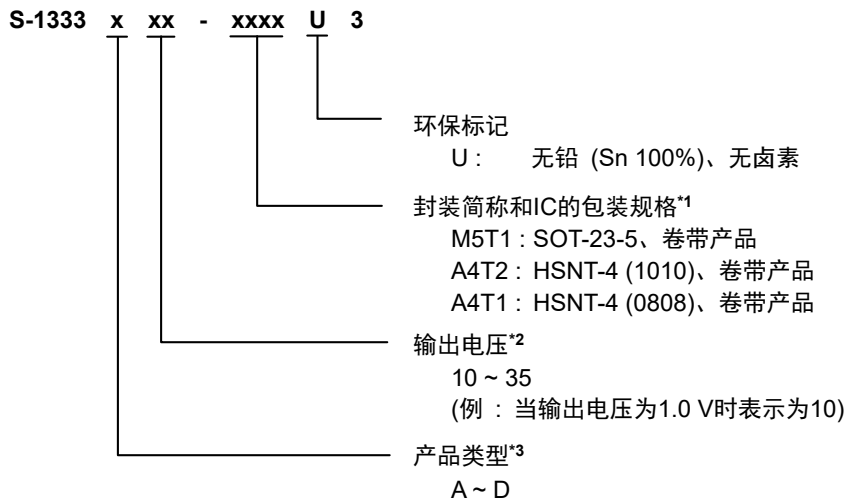 S-1333 x xx - xxxx U 3
环保标记
U : 无铅 (Sn 100%)、无卤素
封装简称和IC的包装规格*1
M5T1 : SOT-23-5、卷带产品
A4T2 : HSNT-4 (1010)、卷带产品
A4T1 : HSNT-4 (0808)、卷带产品
输出电压*2
10 ~ 35
(例 : 当输出电压为1.0 V时表示为10)
产品类型*3
A ~ D